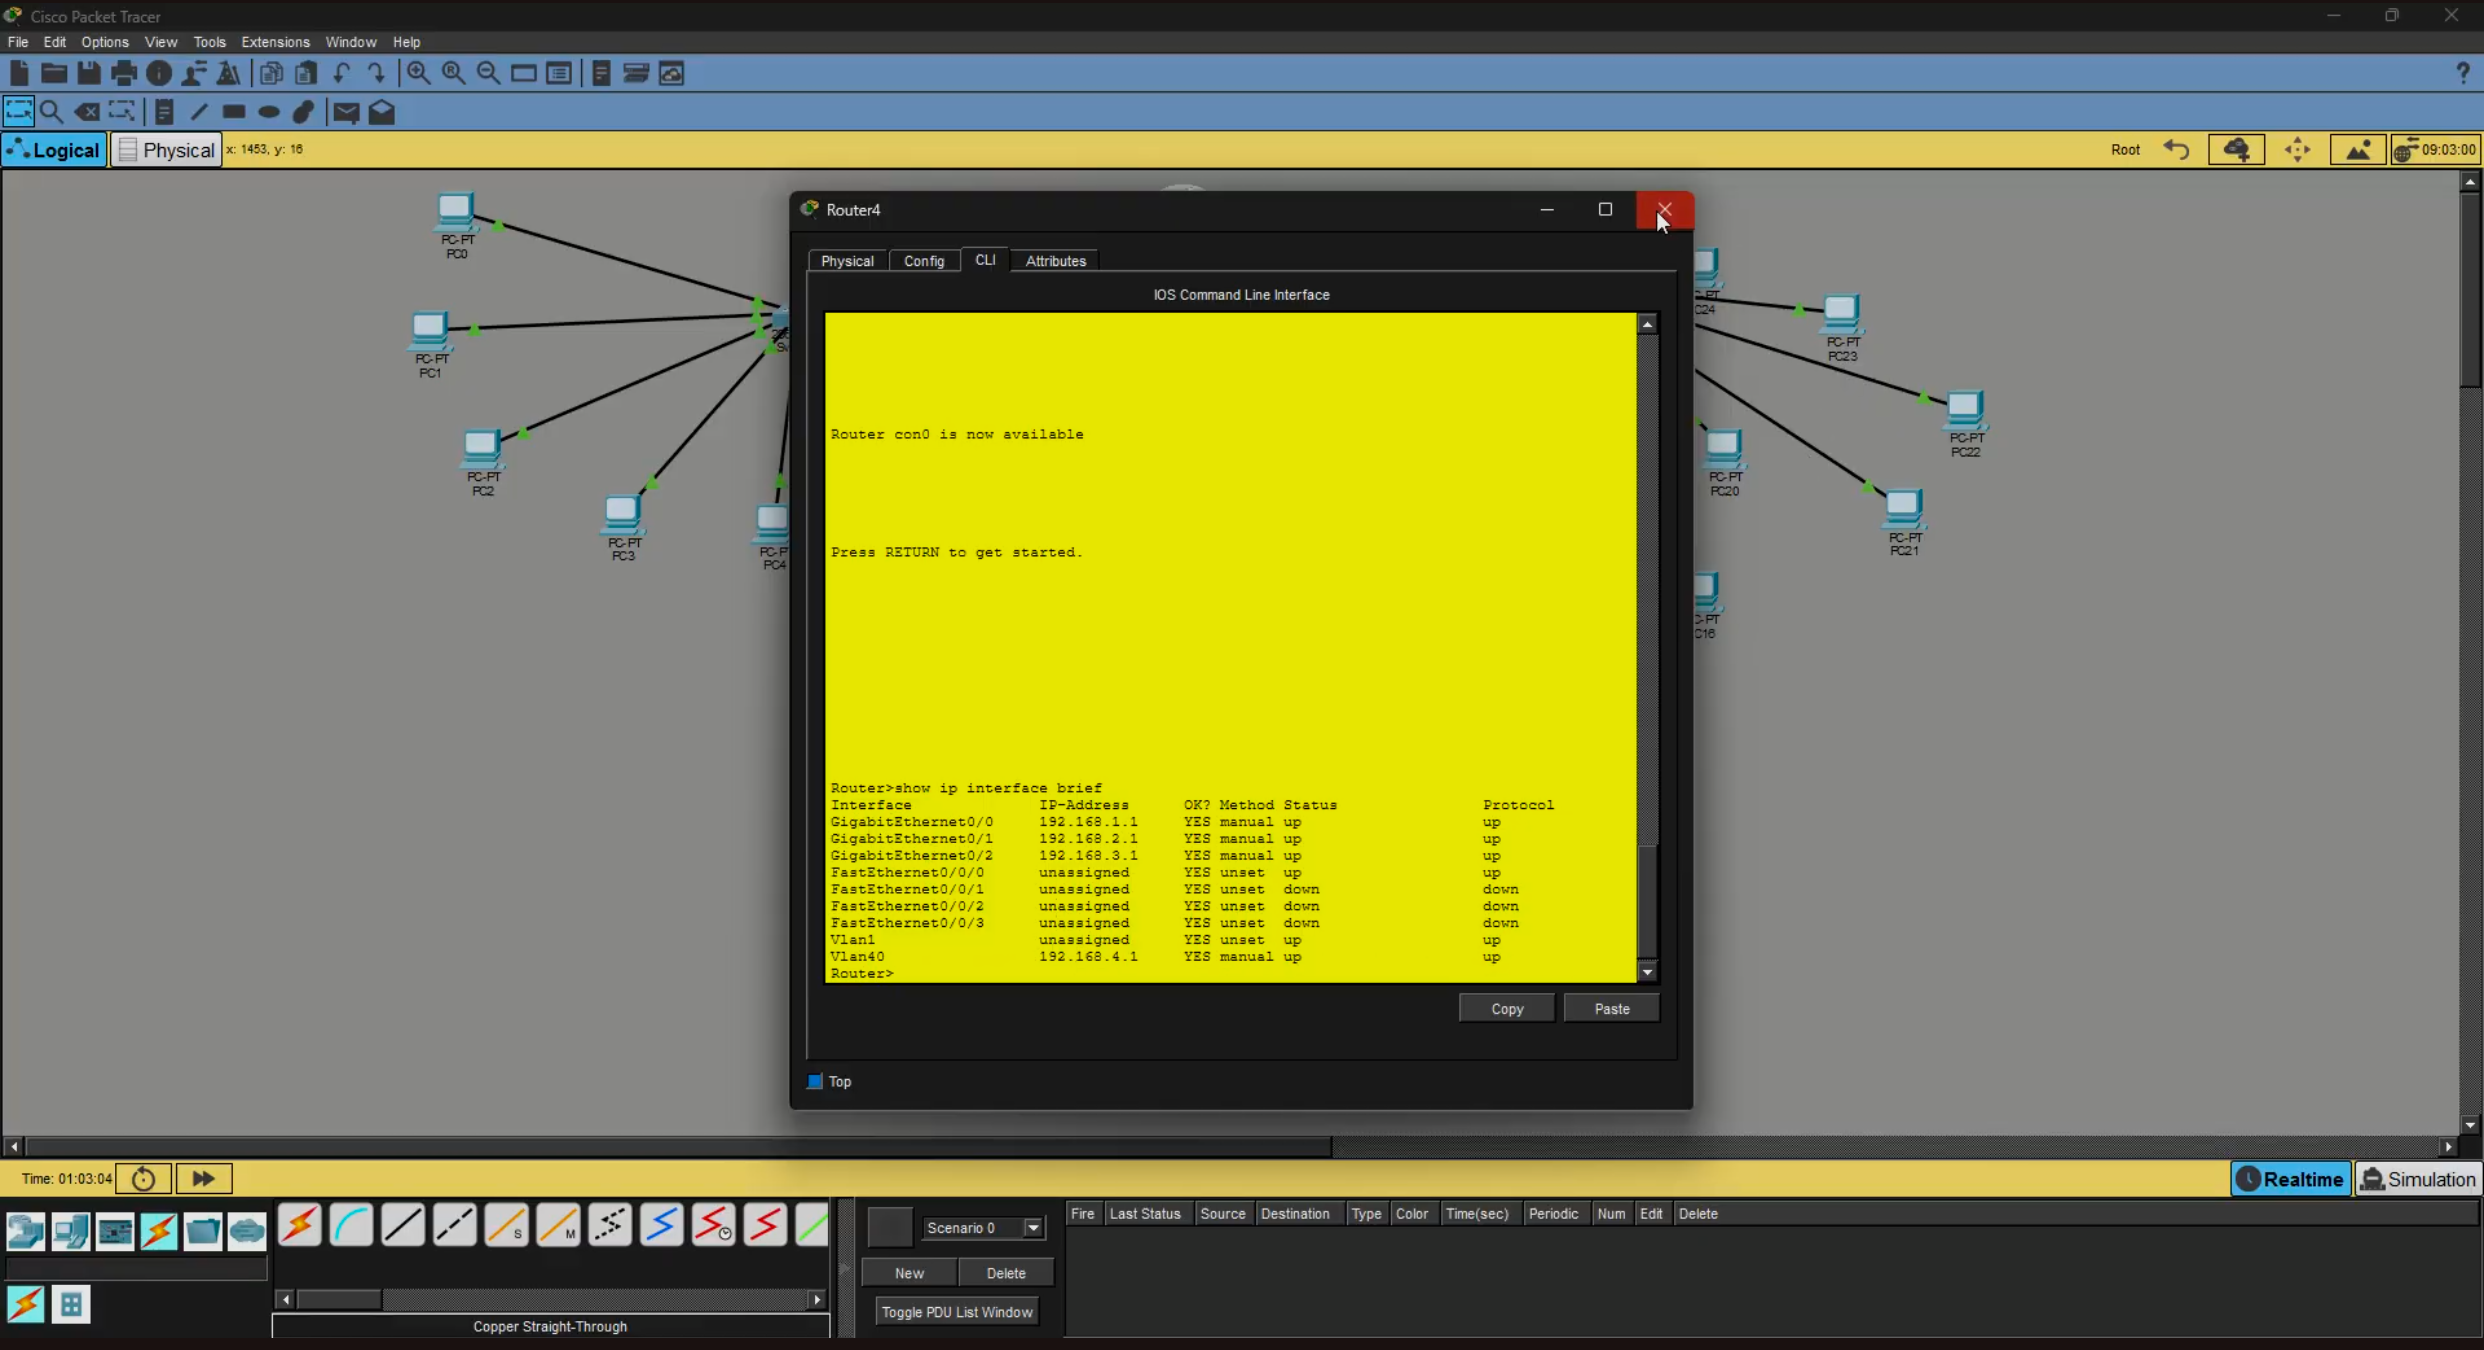 Cisco Packet Tracer
File Edit Options View Tools Extensions Window Help
Logical Physical x: 1453, y: 16 Root 09:03:00
PC-PT
PC0
PC-PT
PC1
PC-PT
PC2
PC-PT
PC3
PC4
Router4
Physical Config CLI Attributes
IOS Command Line Interface
Router con0 is now available
Press RETURN to get started.
Router>show ip interface brief
Interface IP-Address OK? Method Status Protocol
GigabitEthernet0/0 192.168.1.1 YES manual up up
GigabitEthernet0/1 192.168.2.1 YES manual up up
GigabitEthernet0/2 192.168.3.1 YES manual up up
FastEthernet0/0/0 unassigned YES unset up up
FastEthernet0/0/1 unassigned YES unset down down
FastEthernet0/0/2 unassigned YES unset down down
FastEthernet0/0/3 unassigned YES unset down down
Vlan1 unassigned YES unset up up
Vlan40 192.168.4.1 YES manual up up
Router>
Copy Paste
Top
C24
PC-PT
PC23
PC-PT
PC22
PC-PT
PC20
PC-PT
PC21
C16
Time: 01:03:04 Realtime Simulation
Scenario 0
New Delete
Toggle PDU List Window
Fire Last Status Source Destination Type Color Time(sec) Periodic Num Edit Delete
S
M
Copper Straight-Through